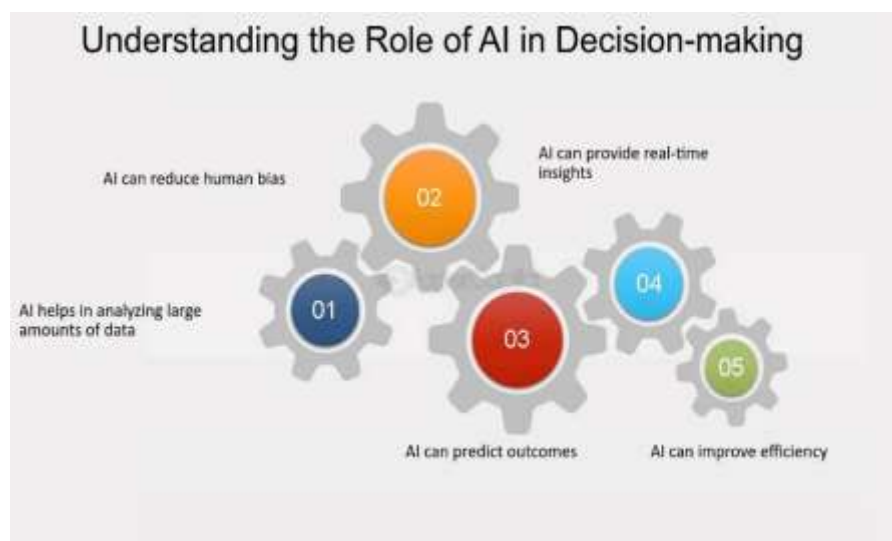 Understanding the Role of AI in Decision-making
AI can reduce human bias
02
AI can provide real-time
insights
01
AI helps in analyzing large
amounts of data
03
04
05
AI can predict outcomes
AI can improve efficiency